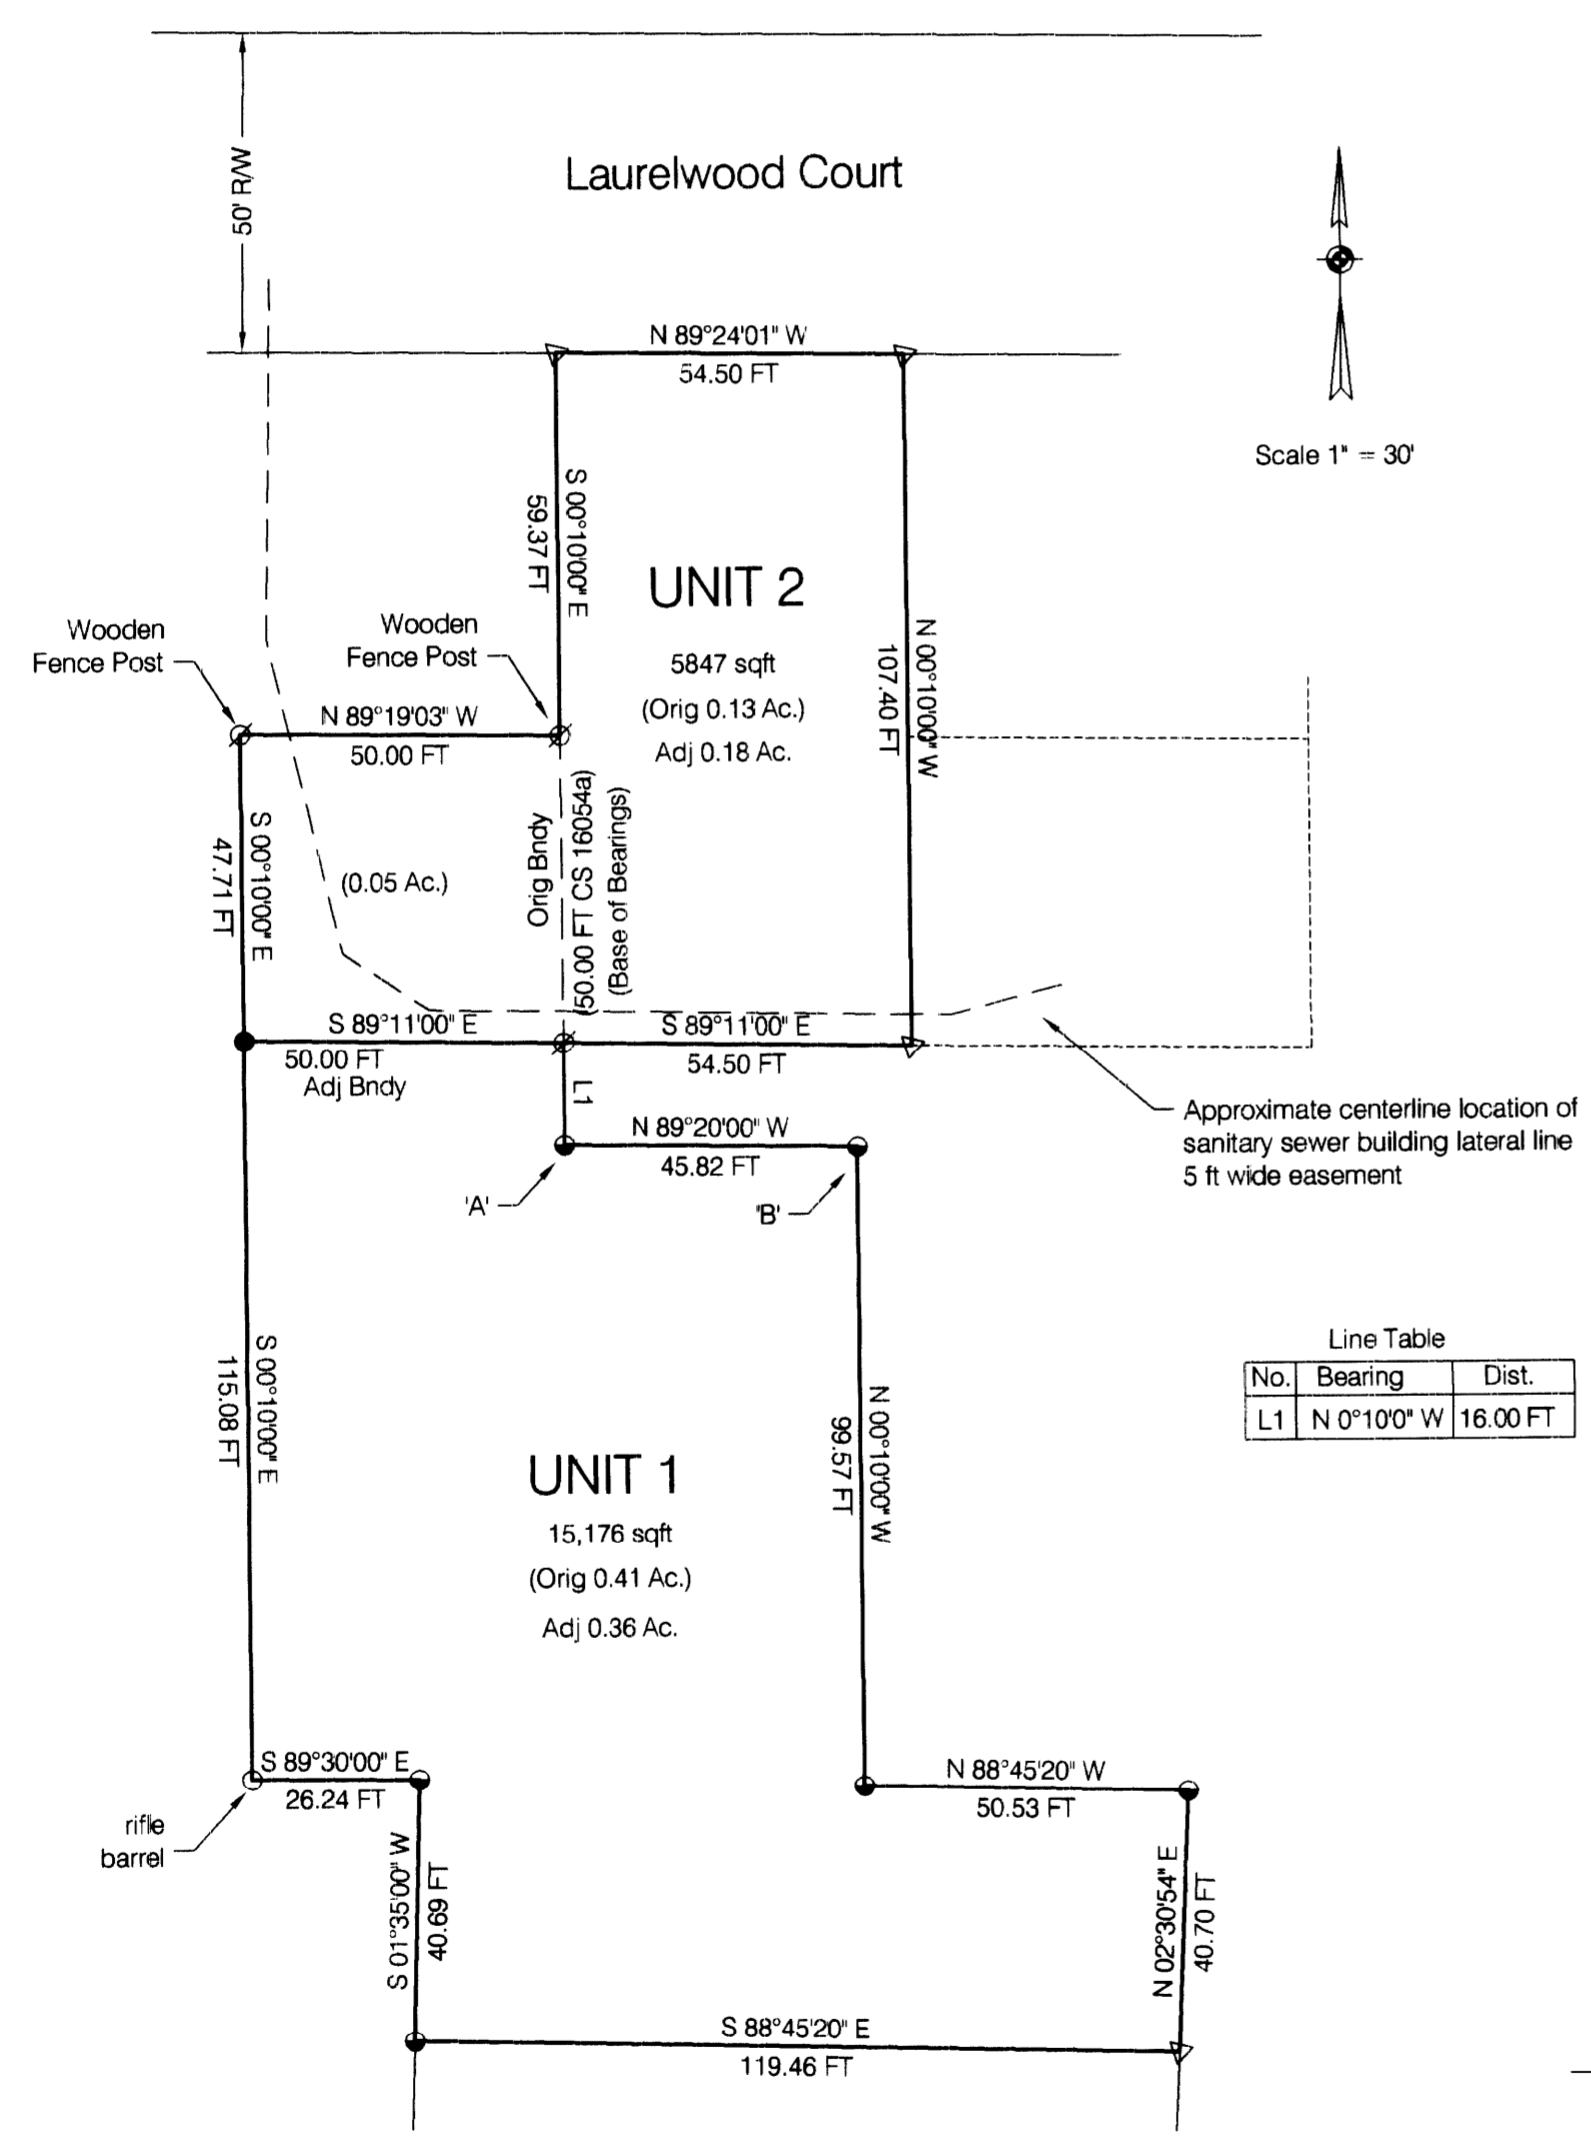 Laurelwood Court
50' R/W
Scale 1" = 30'
N 89°24'01" W
54.50 FT
S 00°10'00" E
59.37 FT
UNIT 2
5847 sqft
(Orig 0.13 Ac.)
Adj 0.18 Ac.
N 00°10'00" W
107.40 FT
Wooden
Fence Post
Wooden
Fence Post
N 89°19'03" W
50.00 FT
S 00°10'00" E
47.71 FT
(0.05 Ac.)
Orig Bndy
(50.00 FT CS 16054a)
(Base of Bearings)
S 89°11'00" E
50.00 FT
Adj Bndy
S 89°11'00" E
54.50 FT
L1
N 89°20'00" W
45.82 FT
'A'
'B'
Approximate centerline location of
sanitary sewer building lateral line
5 ft wide easement
Line Table
No. Bearing Dist.
L1 N 0°10'0" W 16.00 FT
S 00°10'00" E
115.08 FT
N 00°10'00" W
99.57 FT
UNIT 1
15,176 sqft
(Orig 0.41 Ac.)
Adj 0.36 Ac.
S 89°30'00" E
26.24 FT
rifle
barrel
N 88°45'20" W
50.53 FT
S 01°35'00" W
40.69 FT
N 02°30'54" E
40.70 FT
S 88°45'20" E
119.46 FT